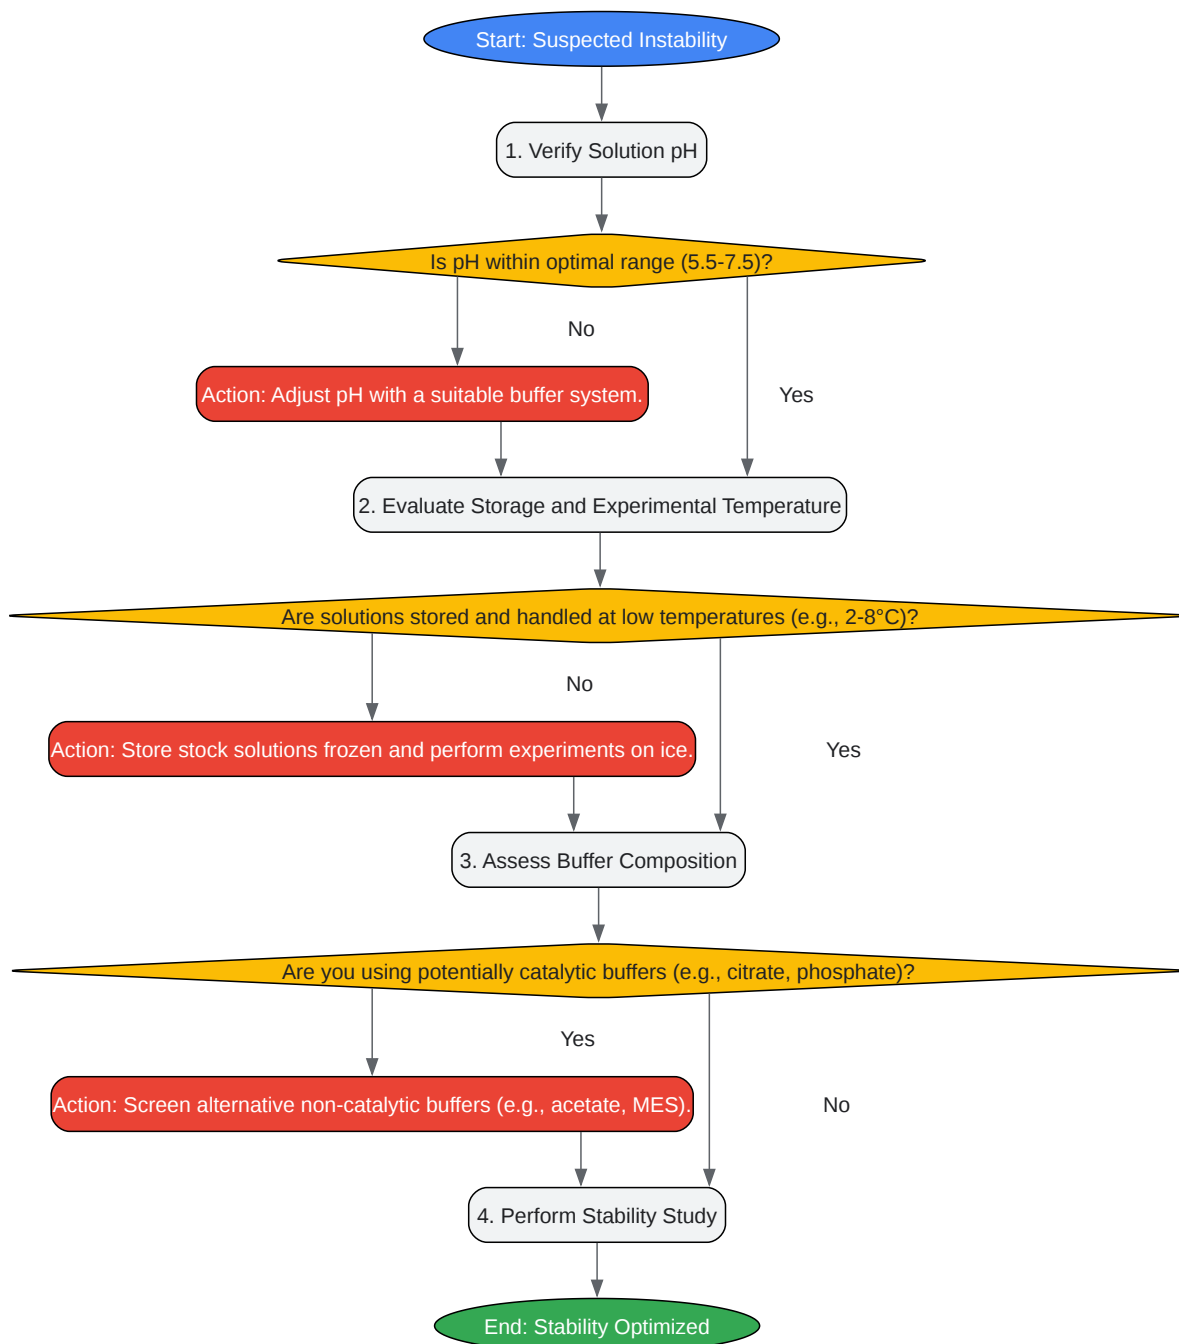 Start: Suspected Instability
1. Verify Solution pH
Is pH within optimal range (5.5-7.5)?
No
Action: Adjust pH with a suitable buffer system.
Yes
2. Evaluate Storage and Experimental Temperature
Are solutions stored and handled at low temperatures (e.g., 2-8°C)?
No
Action: Store stock solutions frozen and perform experiments on ice.
Yes
3. Assess Buffer Composition
Are you using potentially catalytic buffers (e.g., citrate, phosphate)?
Yes
Action: Screen alternative non-catalytic buffers (e.g., acetate, MES).
No
4. Perform Stability Study
End: Stability Optimized